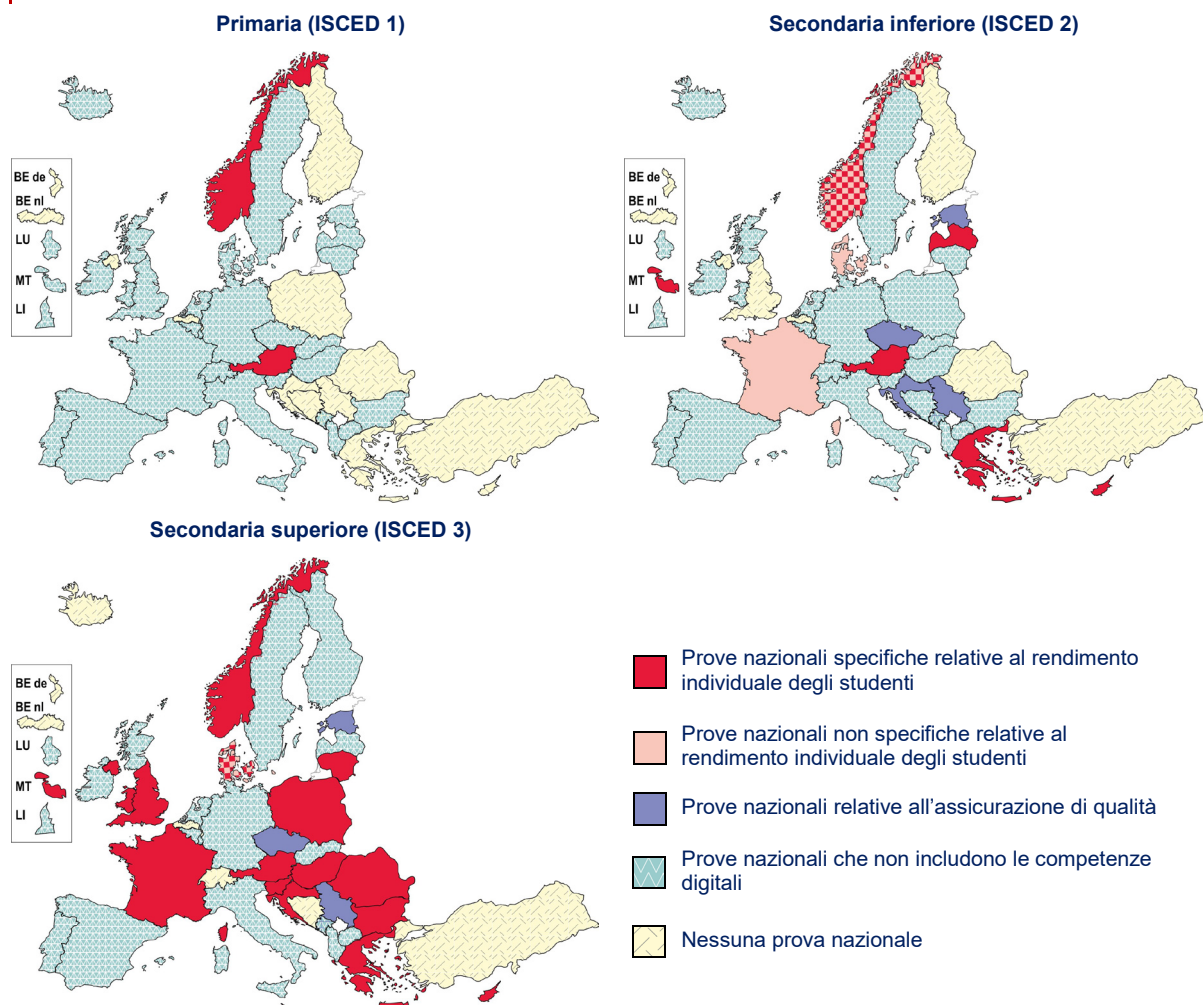 Primaria (ISCED 1)
Secondaria inferiore (ISCED 2)
BE de
BE nl
LU
MT
LI
BE de
BE nl
LU
MT
LI
Secondaria superiore (ISCED 3)
BE de
BE nl
LU
MT
LI
Prove nazionali specifiche relative al rendimento
individuale degli studenti
Prove nazionali non specifiche relative al
rendimento individuale degli studenti
Prove nazionali relative all’assicurazione di qualità
Prove nazionali che non includono le competenze
digitali
Nessuna prova nazionale